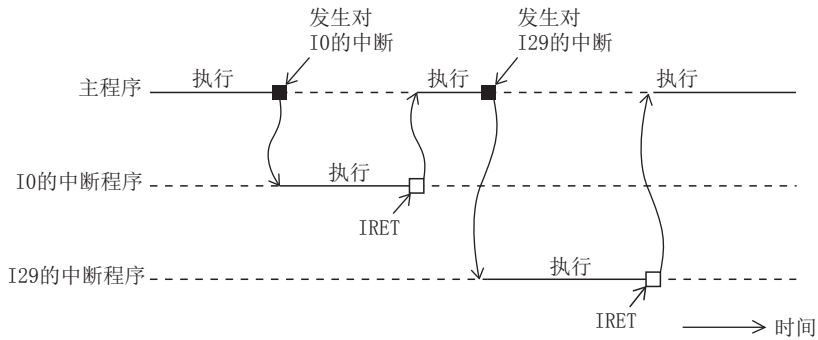 发生对
I0的中断
发生对
I29的中断
主程序
执行
执行
执行
I0的中断程序
执行
IRET
I29的中断程序
执行
IRET
时间